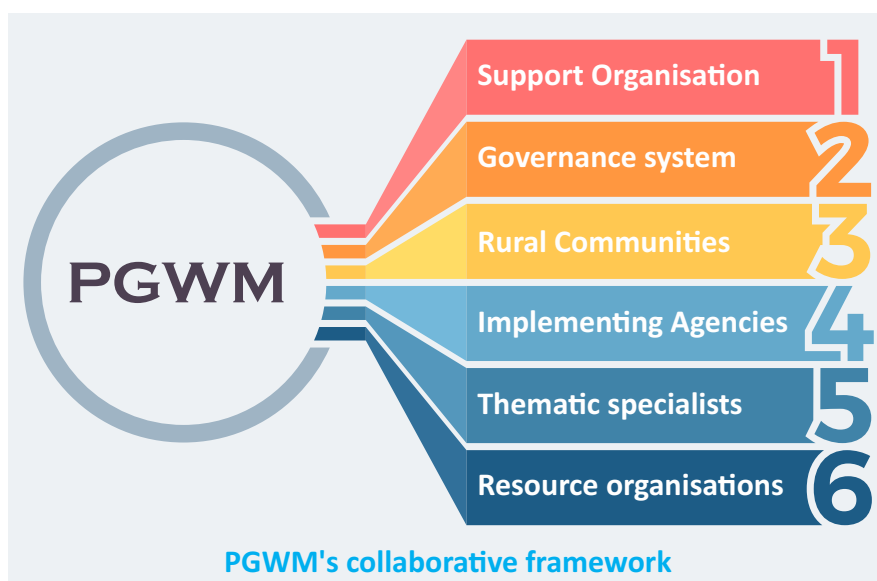 PGWM
Support Organisation 1
Governance system 2
Rural Communities 3
Implementing Agencies 4
Thematic specialists 5
Resource organisations 6
PGWM's collaborative framework